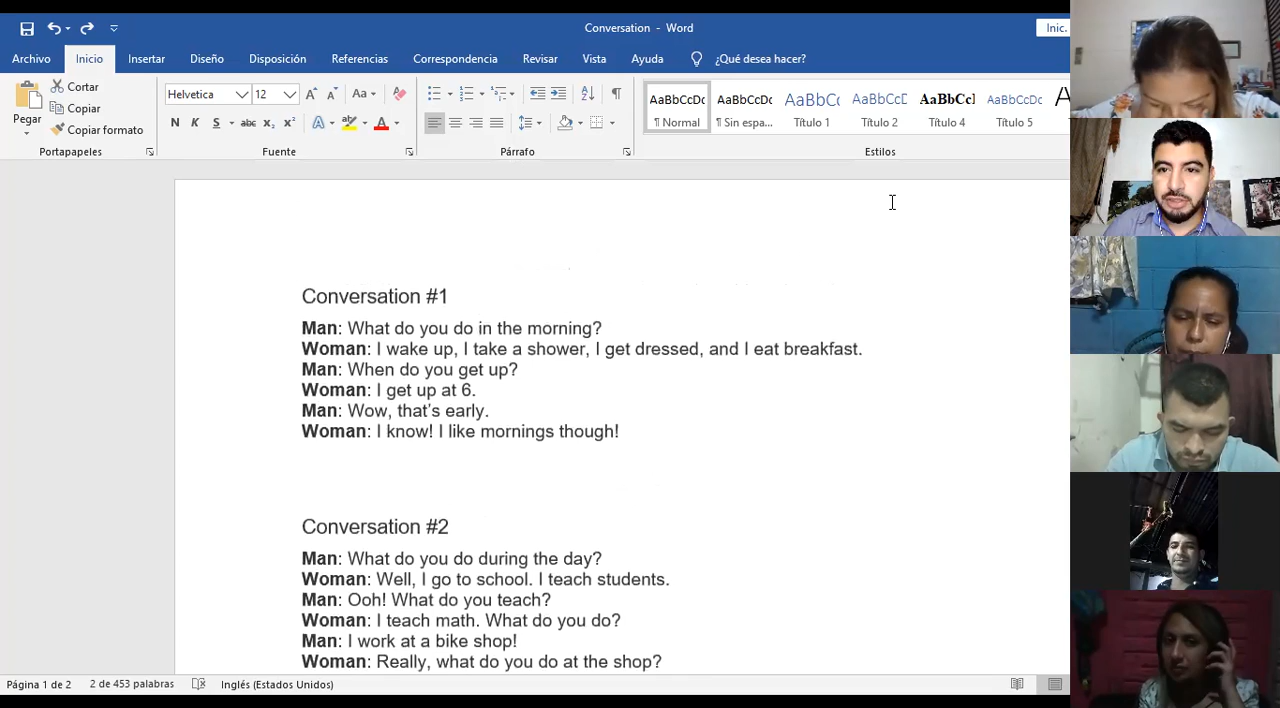 Conversation - Word
Inic.
Archivo Inicio Insertar Diseño Disposición Referencias Correspondencia Revisar Vista Ayuda ¿Qué desea hacer?
Pegar
Cortar
Copiar
Copiar formato
Portapapeles
Helvetica 12
N K S abc x₂ x²
Fuente
Párrafo
AaBbCcDc AaBbCcDc AaBbCc AaBbCcD AaBbCcI AaBbCcD
¶ Normal ¶ Sin espa... Título 1 Título 2 Título 4 Título 5
Estilos
Conversation #1
Man: What do you do in the morning?
Woman: I wake up, I take a shower, I get dressed, and I eat breakfast.
Man: When do you get up?
Woman: I get up at 6.
Man: Wow, that’s early.
Woman: I know! I like mornings though!
Conversation #2
Man: What do you do during the day?
Woman: Well, I go to school. I teach students.
Man: Ooh! What do you teach?
Woman: I teach math. What do you do?
Man: I work at a bike shop!
Woman: Really, what do you do at the shop?
Página 1 de 2 2 de 453 palabras Inglés (Estados Unidos)